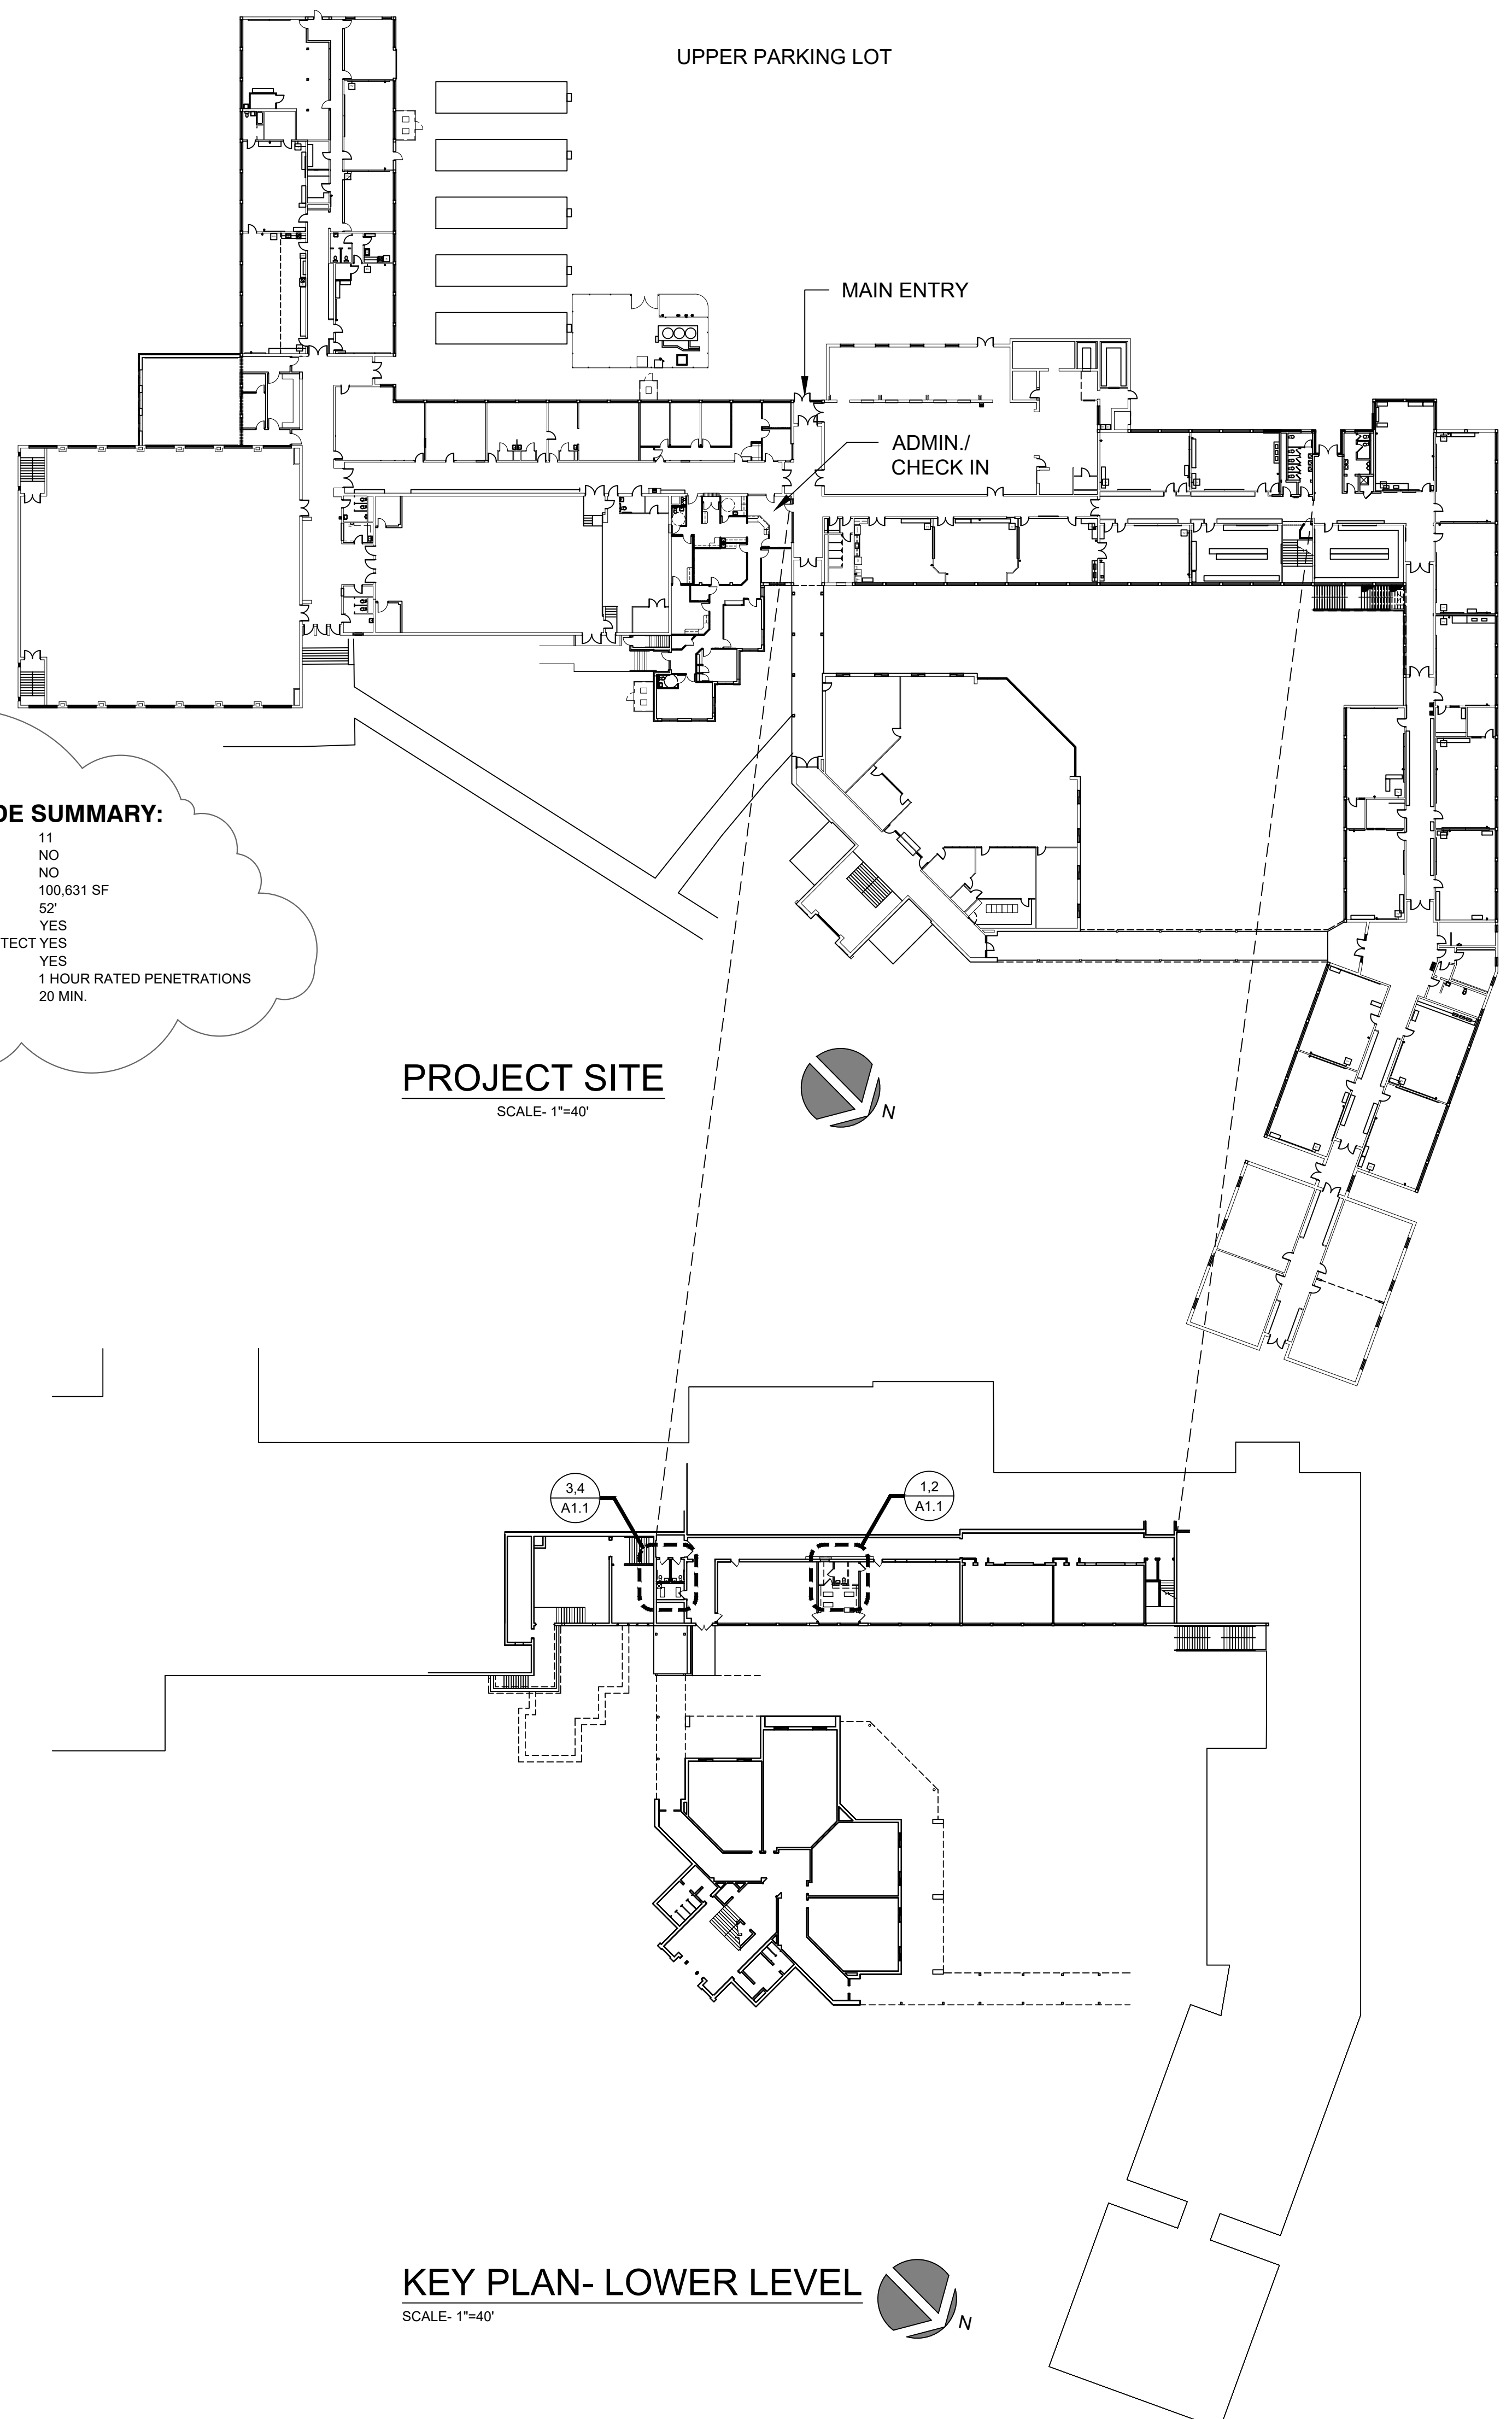 UPPER PARKING LOT
MAIN ENTRY
ADMIN./
CHECK IN
DE SUMMARY:
11
NO
NO
100,631 SF
52'
YES
TECT YES
YES
1 HOUR RATED PENETRATIONS
20 MIN.
PROJECT SITE
SCALE- 1"=40'
N
3,4
A1.1
1,2
A1.1
KEY PLAN- LOWER LEVEL
SCALE- 1"=40'
N